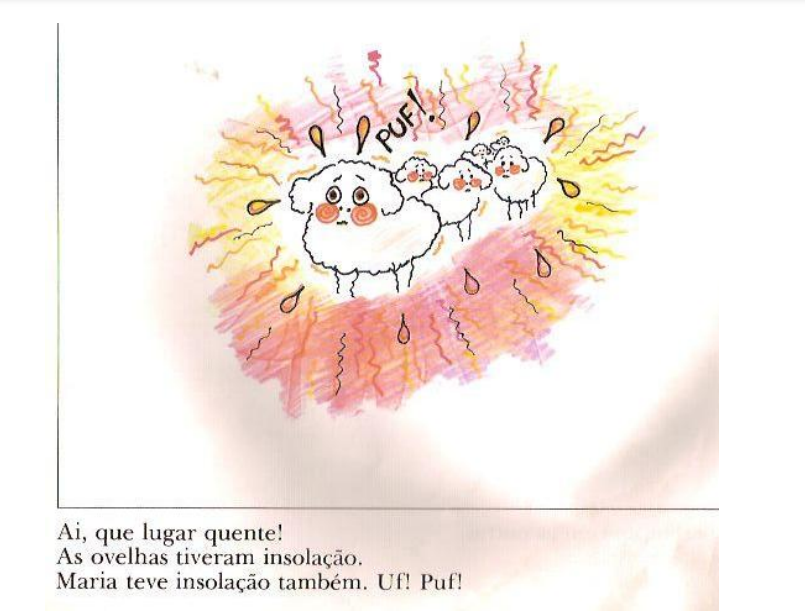 PUF!
Ai, que lugar quente!
As ovelhas tiveram insolação.
Maria teve insolação também. Uf! Puf!